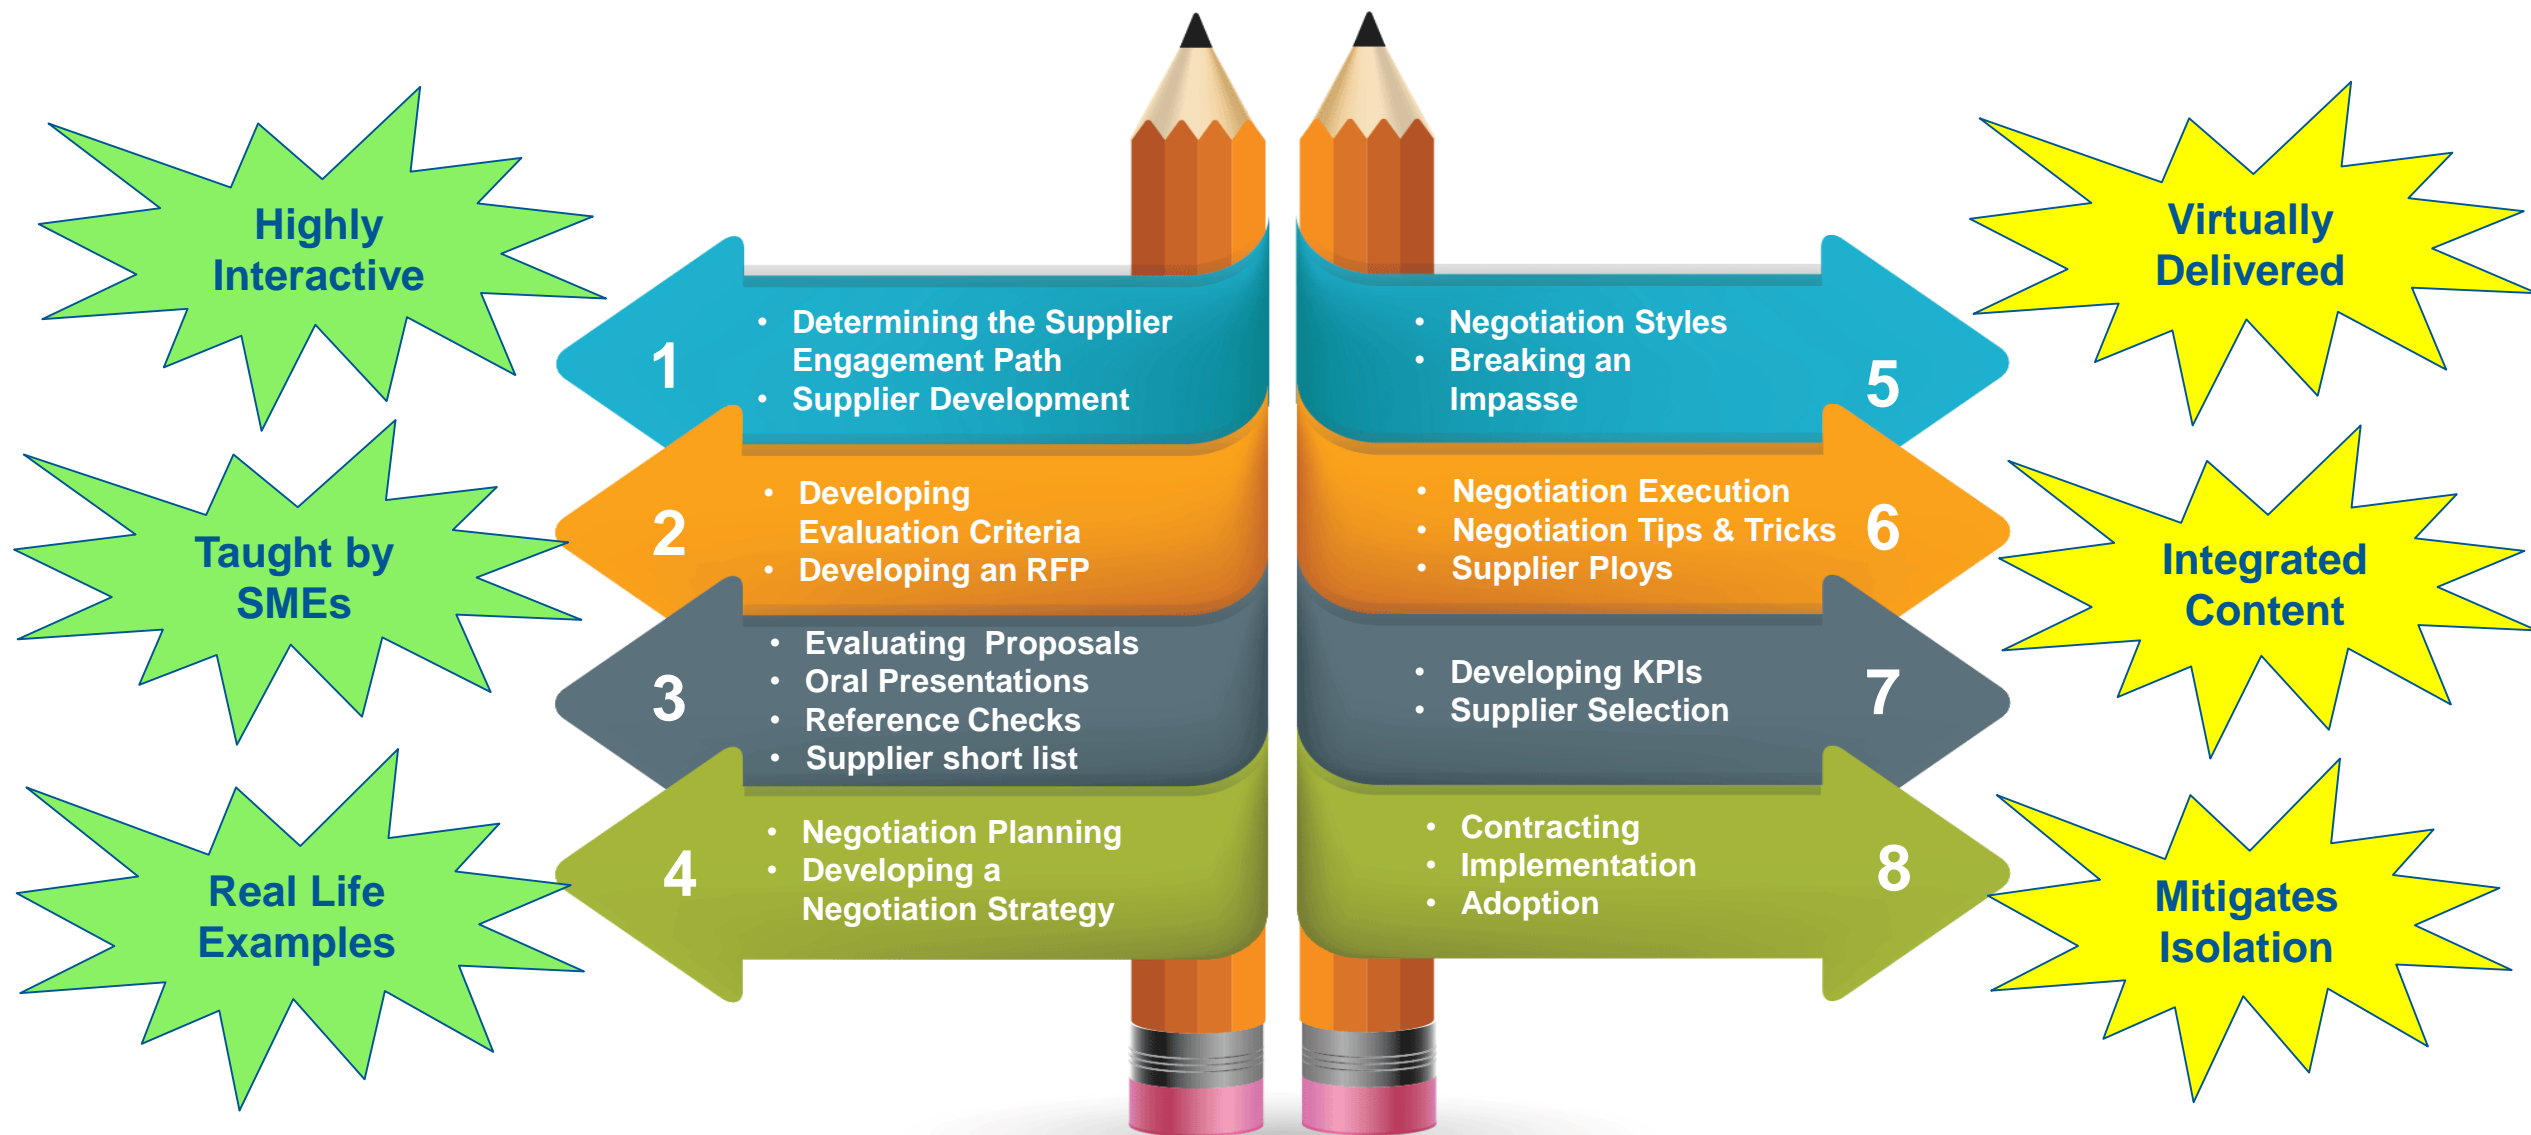 Highly
Interactive
Taught by
SMEs
Real Life
Examples
1
• Determining the Supplier
Engagement Path
• Supplier Development
2
• Developing
Evaluation Criteria
• Developing an RFP
3
• Evaluating  Proposals
• Oral Presentations
• Reference Checks
• Supplier short list
4
• Negotiation Planning
• Developing a
Negotiation Strategy
• Negotiation Styles
• Breaking an
Impasse
5
• Negotiation Execution
• Negotiation Tips & Tricks
• Supplier Ploys
6
• Developing KPIs
• Supplier Selection
7
• Contracting
• Implementation
• Adoption
8
Virtually
Delivered
Integrated
Content
Mitigates
Isolation